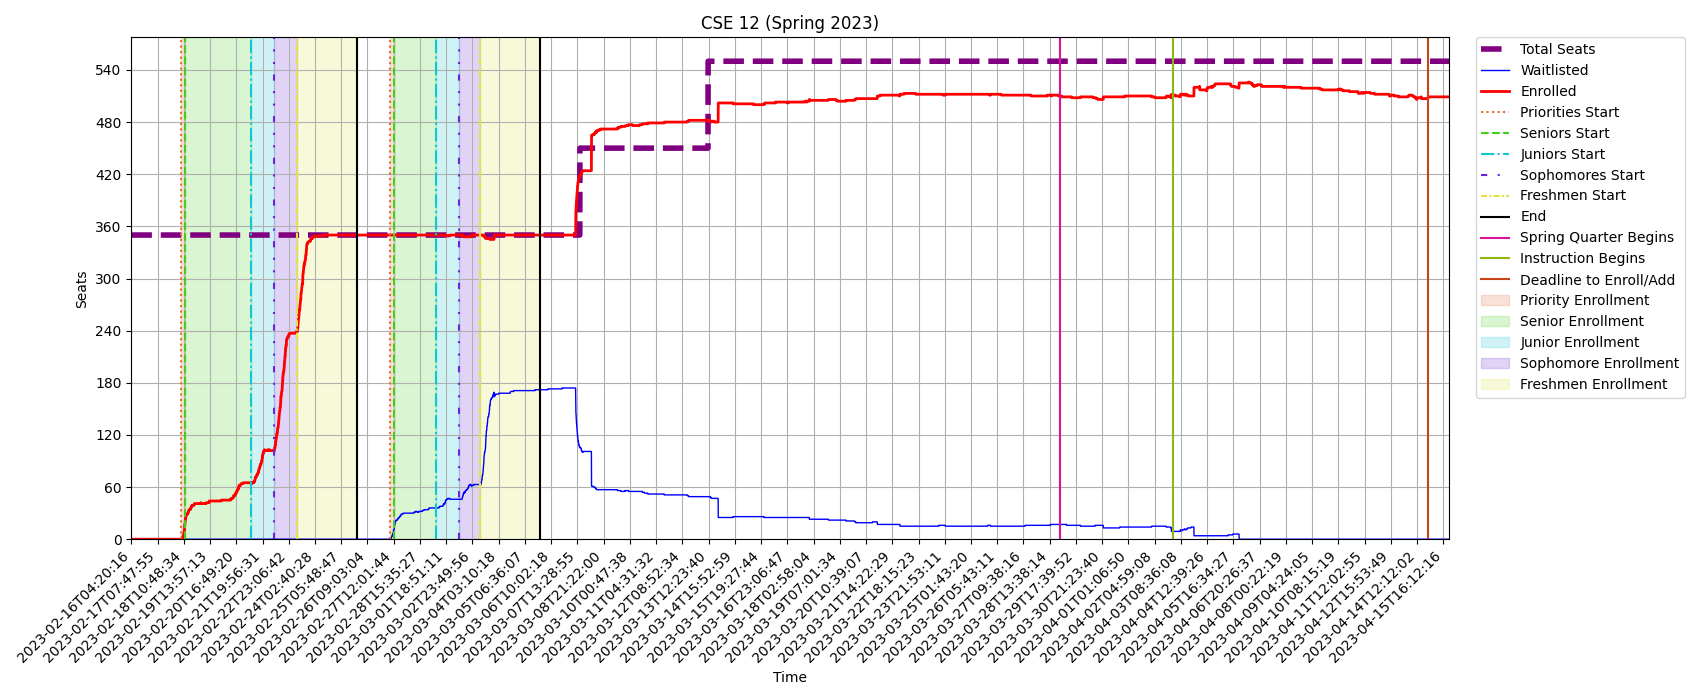 CSE 12 (Spring 2023)
Seats
540
480
420
360
300
240
180
120
60
0
2023-02-16T04:20:16
2023-02-17T07:47:55
2023-02-18T10:48:34
2023-02-19T13:57:13
2023-02-20T16:49:20
2023-02-21T19:56:31
2023-02-22T23:06:42
2023-02-24T02:40:28
2023-02-25T05:48:47
2023-02-26T09:03:04
2023-02-27T12:01:44
2023-02-28T15:35:27
2023-03-01T18:51:11
2023-03-02T23:49:56
2023-03-04T03:10:18
2023-03-05T06:36:07
2023-03-06T10:02:18
2023-03-07T13:28:55
2023-03-08T21:22:00
2023-03-10T00:47:38
2023-03-11T04:31:32
2023-03-12T08:52:34
2023-03-13T12:23:40
2023-03-14T15:52:59
2023-03-15T19:27:44
2023-03-16T23:06:47
2023-03-18T02:58:04
2023-03-19T07:01:34
2023-03-20T10:39:07
2023-03-21T14:22:29
2023-03-22T18:15:23
2023-03-23T21:53:11
2023-03-25T01:43:20
2023-03-26T05:43:11
2023-03-27T09:38:16
2023-03-28T13:38:14
2023-03-29T17:39:52
2023-03-30T21:23:40
2023-04-01T01:06:50
2023-04-02T04:59:08
2023-04-03T08:36:08
2023-04-04T12:39:26
2023-04-05T16:34:27
2023-04-06T20:26:37
2023-04-08T00:22:19
2023-04-09T04:24:05
2023-04-10T08:15:19
2023-04-11T12:02:55
2023-04-12T15:53:49
2023-04-14T12:12:02
2023-04-15T16:12:16
Time
Total Seats
Waitlisted
Enrolled
Priorities Start
Seniors Start
Juniors Start
Sophomores Start
Freshmen Start
End
Spring Quarter Begins
Instruction Begins
Deadline to Enroll/Add
Priority Enrollment
Senior Enrollment
Junior Enrollment
Sophomore Enrollment
Freshmen Enrollment